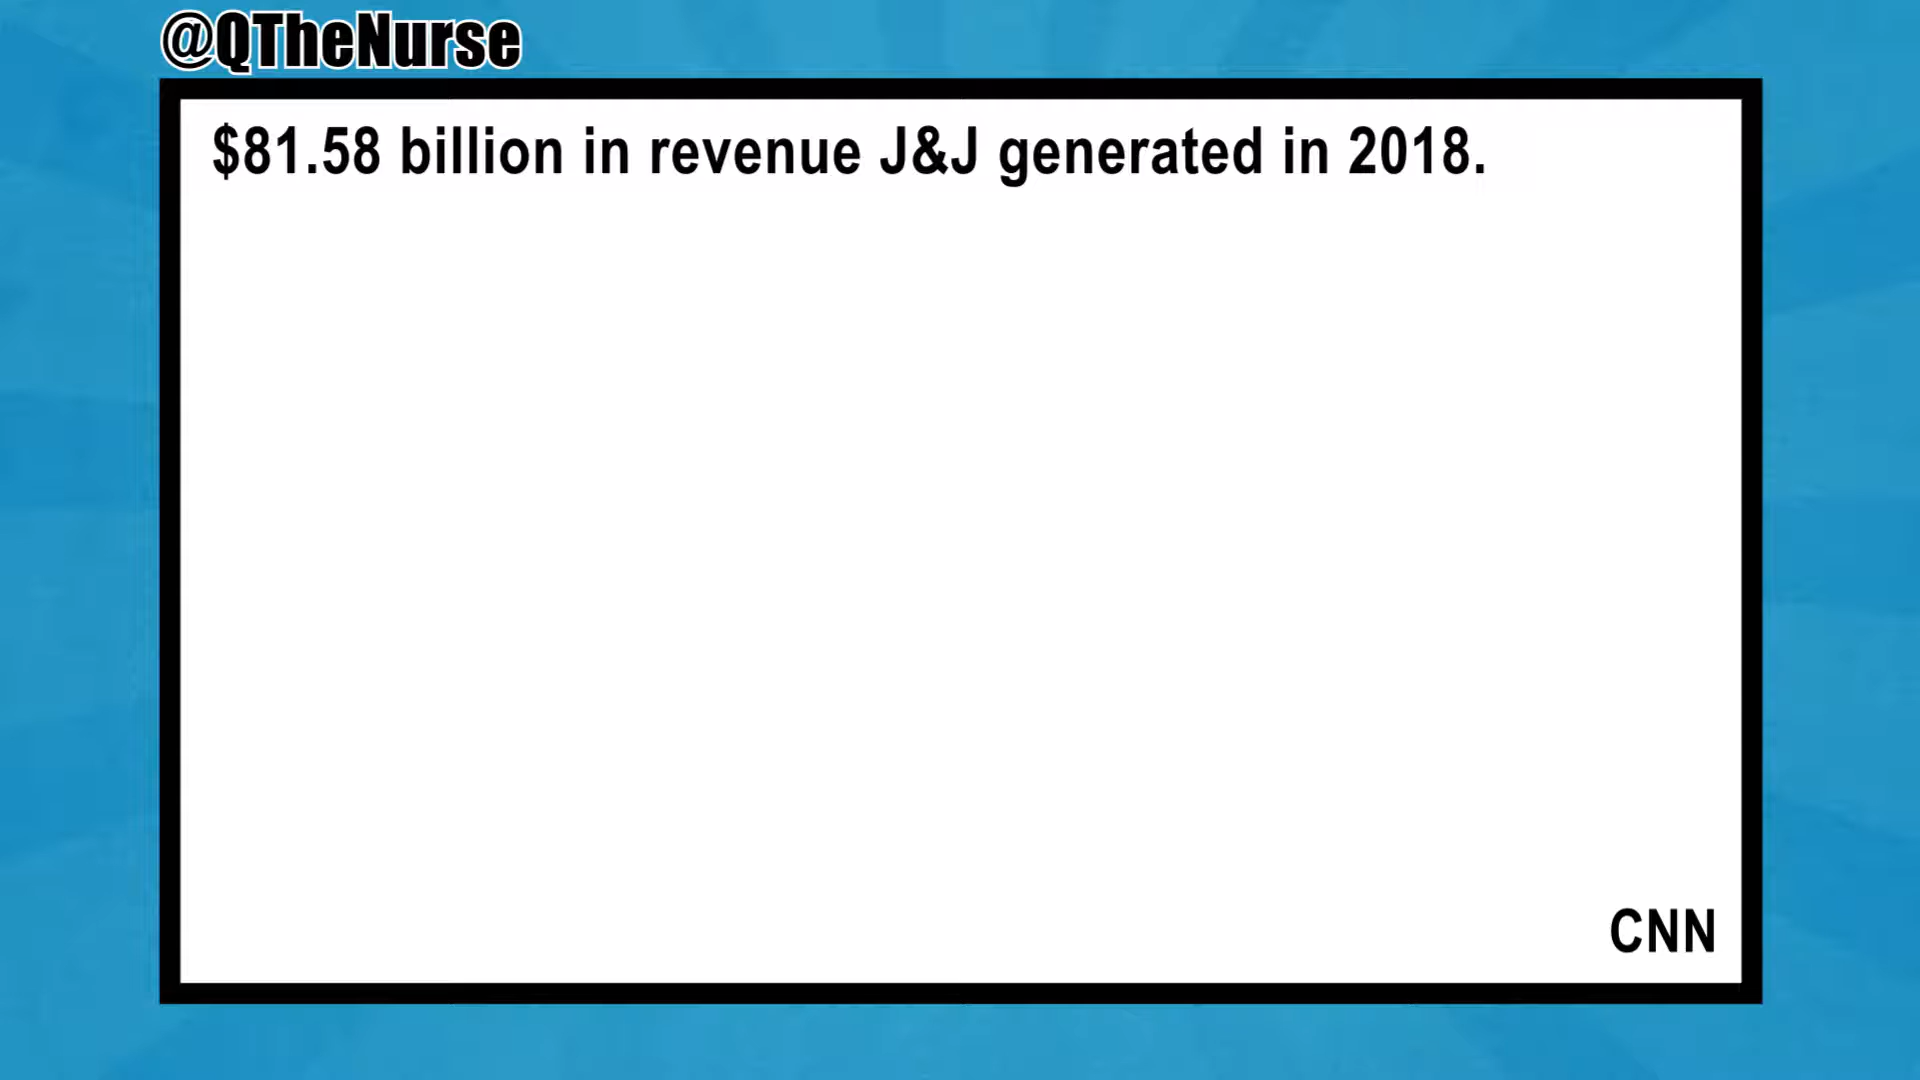 @QTheNurse
$81.58 billion in revenue J&J generated in 2018.
CNN